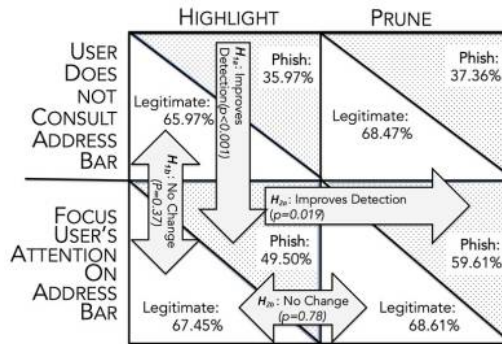 HIGHLIGHT
PRUNE
USER
DOES
NOT
CONSULT
ADDRESS
BAR
Phish:
35.97%
Legitimate:
65.97%
H1a: Improves
Detection(p<0.001)
Phish:
37.36%
Legitimate:
68.47%
H1b: No Change
(P=0.37)
H2a: Improves Detection
(p=0.019)
FOCUS
USER'S
ATTENTION
ON
ADDRESS
BAR
Phish:
49.50%
Legitimate:
67.45%
H2b: No Change
(p=0.78)
Phish:
59.61%
Legitimate:
68.61%